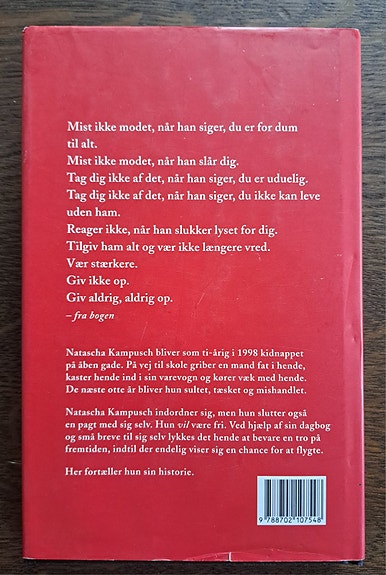 Mist ikke modet, når han siger, du er for dum
til alt.
Mist ikke modet, når han slår dig.
Tag dig ikke af det, når han siger, du er uduelig.
Tag dig ikke af det, når han siger, du ikke kan leve
uden ham.
Reager ikke, når han slukker lyset for dig.
Tilgiv ham alt og vær ikke længere vred.
Vær stærkere.
Giv ikke op.
Giv aldrig, aldrig op.
– fra bogen
Natascha Kampusch bliver som ti-årig i 1998 kidnappet
på åben gade. På vej til skole griber en mand fat i hende,
kaster hende ind i sin varevogn og kører væk med hende.
De næste otte år bliver hun sultet, tæsket og mishandlet.
Natascha Kampusch indordner sig, men hun slutter også
en pagt med sig selv. Hun vil være fri. Ved hjælp af sin dagbog
og små breve til sig selv lykkes det hende at bevare en tro på
fremtiden, indtil der endelig viser sig en chance for at flygte.
Her fortæller hun sin historie.
9 788702 107548